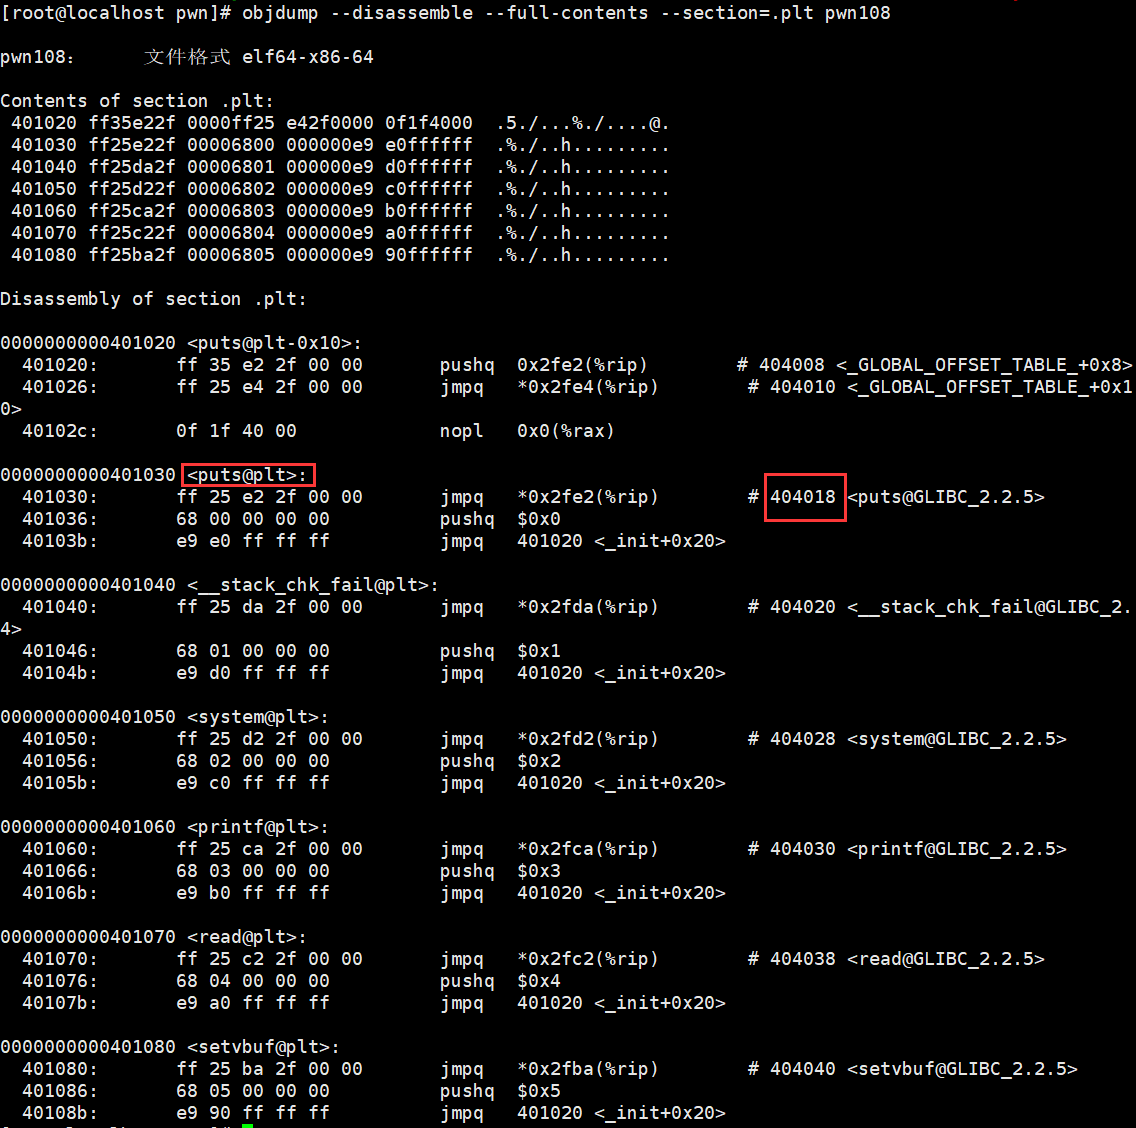 [root@localhost pwn]# objdump --disassemble --full-contents --section=.plt pwn108
pwn108:      文件格式 elf64-x86-64
Contents of section .plt:
 401020 ff35e22f 0000ff25 e42f0000 0f1f4000  .5./...%./....@.
 401030 ff25e22f 00006800 000000e9 e0ffffff  .%./..h.........
 401040 ff25da2f 00006801 000000e9 d0ffffff  .%./..h.........
 401050 ff25d22f 00006802 000000e9 c0ffffff  .%./..h.........
 401060 ff25ca2f 00006803 000000e9 b0ffffff  .%./..h.........
 401070 ff25c22f 00006804 000000e9 a0ffffff  .%./..h.........
 401080 ff25ba2f 00006805 000000e9 90ffffff  .%./..h.........
Disassembly of section .plt:
0000000000401020 <puts@plt-0x10>:
  401020:       ff 35 e2 2f 00 00       pushq  0x2fe2(%rip)        # 404008 <_GLOBAL_OFFSET_TABLE_+0x8>
  401026:       ff 25 e4 2f 00 00       jmpq   *0x2fe4(%rip)        # 404010 <_GLOBAL_OFFSET_TABLE_+0x1
0>
  40102c:       0f 1f 40 00             nopl   0x0(%rax)
0000000000401030 <puts@plt>:
  401030:       ff 25 e2 2f 00 00       jmpq   *0x2fe2(%rip)        # 404018 <puts@GLIBC_2.2.5>
  401036:       68 00 00 00 00          pushq  $0x0
  40103b:       e9 e0 ff ff ff          jmpq   401020 <_init+0x20>
0000000000401040 <__stack_chk_fail@plt>:
  401040:       ff 25 da 2f 00 00       jmpq   *0x2fda(%rip)        # 404020 <__stack_chk_fail@GLIBC_2.
4>
  401046:       68 01 00 00 00          pushq  $0x1
  40104b:       e9 d0 ff ff ff          jmpq   401020 <_init+0x20>
0000000000401050 <system@plt>:
  401050:       ff 25 d2 2f 00 00       jmpq   *0x2fd2(%rip)        # 404028 <system@GLIBC_2.2.5>
  401056:       68 02 00 00 00          pushq  $0x2
  40105b:       e9 c0 ff ff ff          jmpq   401020 <_init+0x20>
0000000000401060 <printf@plt>:
  401060:       ff 25 ca 2f 00 00       jmpq   *0x2fca(%rip)        # 404030 <printf@GLIBC_2.2.5>
  401066:       68 03 00 00 00          pushq  $0x3
  40106b:       e9 b0 ff ff ff          jmpq   401020 <_init+0x20>
0000000000401070 <read@plt>:
  401070:       ff 25 c2 2f 00 00       jmpq   *0x2fc2(%rip)        # 404038 <read@GLIBC_2.2.5>
  401076:       68 04 00 00 00          pushq  $0x4
  40107b:       e9 a0 ff ff ff          jmpq   401020 <_init+0x20>
0000000000401080 <setvbuf@plt>:
  401080:       ff 25 ba 2f 00 00       jmpq   *0x2fba(%rip)        # 404040 <setvbuf@GLIBC_2.2.5>
  401086:       68 05 00 00 00          pushq  $0x5
  40108b:       e9 90 ff ff ff          jmpq   401020 <_init+0x20>